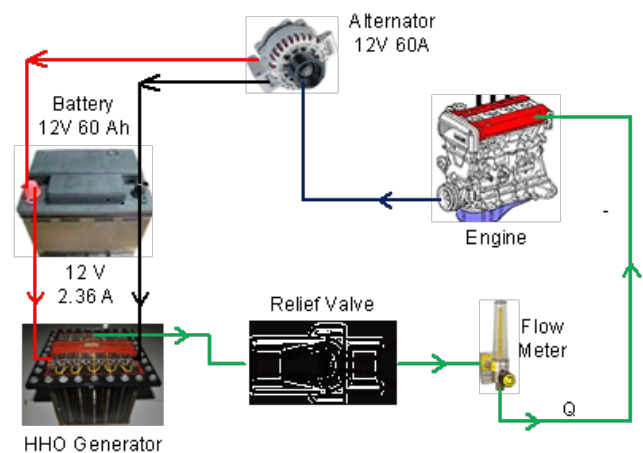 Alternator
12V 60A
Battery
12V 60 Ah
Engine
-
12 V
2.36 A
Relief Valve
Flow
Meter
Q
HHO Generator